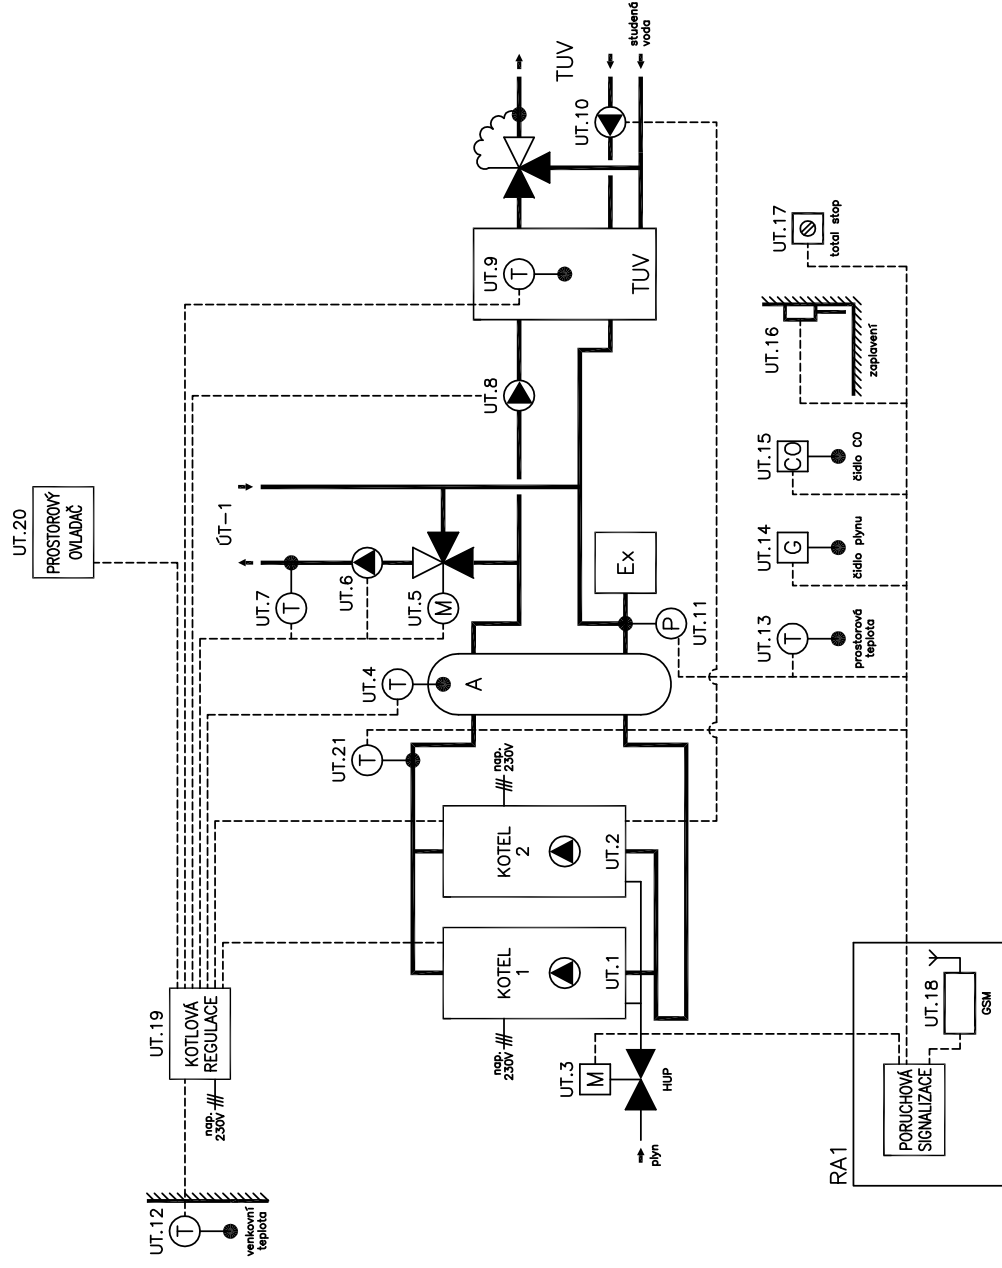 UT.20
PROSTOROVÝ
OVLADAČ
UT.19
KOTLOVÁ
REGULACE
nap.
230V
UT.12
T
venkovní
teplota
ÚT-1
UT.7
T
UT.6
UT.5
M
UT.4
T
UT.21
T
A
UT.8
UT.9
T
TUV
TUV
UT.10
studená
voda
Ex
P
UT.11
KOTEL
2
UT.2
nap.
230V
KOTEL
1
UT.1
nap.
230V
UT.3
M
HUP
plyn
UT.13
T
prostorová
teplota
UT.14
G
čidlo plynu
UT.15
CO
čidlo CO
UT.16
zaplavení
UT.17
total stop
RA1
PORUCHOVÁ
SIGNALIZACE
UT.18
GSM